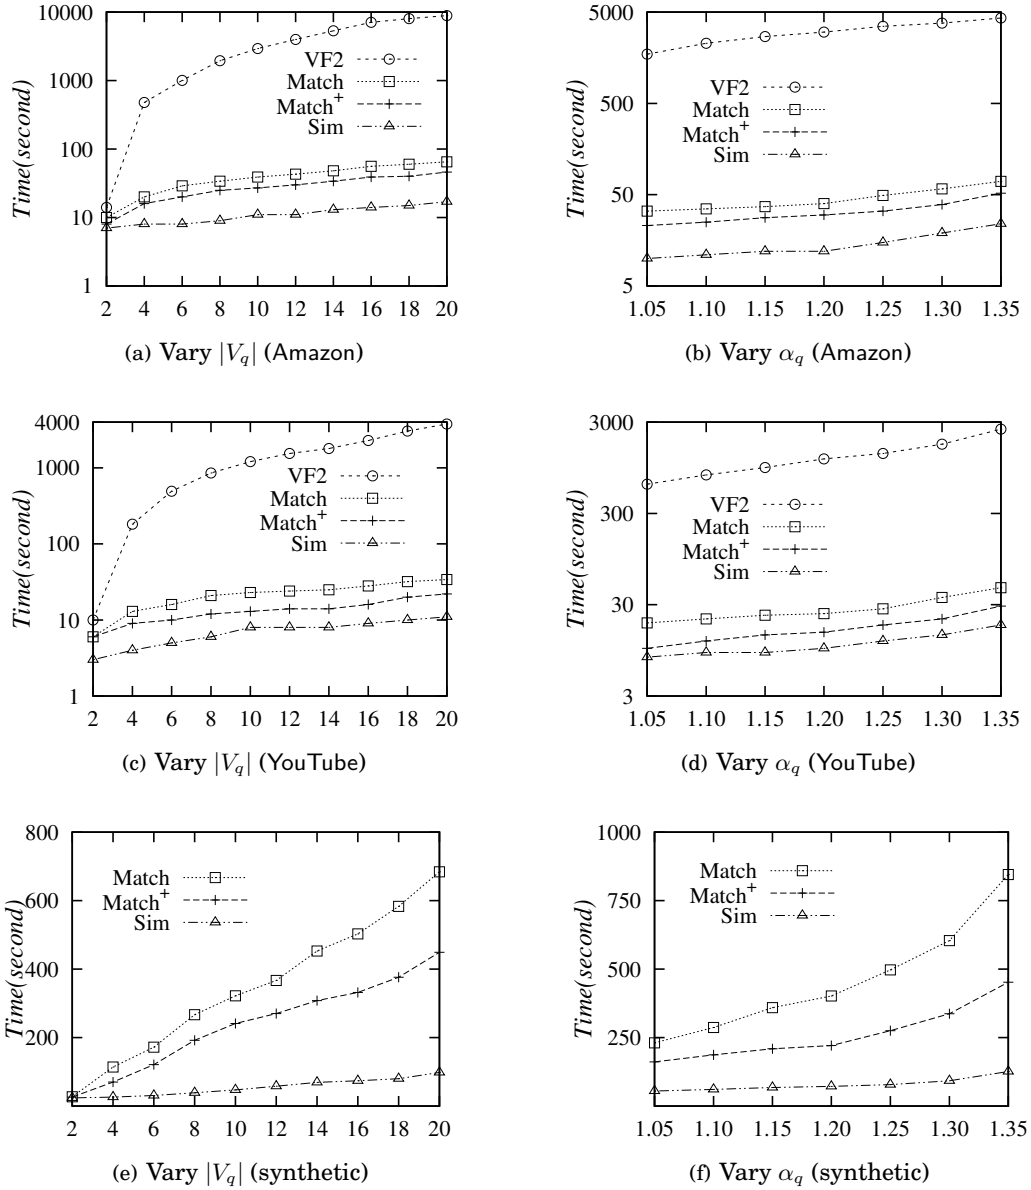 10000
1000
100
10
1
Time(second)
VF2
Match
Match+
Sim
2 4 6 8 10 12 14 16 18 20
(a) Vary |Vq| (Amazon)
5000
500
50
5
Time(second)
VF2
Match
Match+
Sim
1.05 1.10 1.15 1.20 1.25 1.30 1.35
(b) Vary αq (Amazon)
4000
1000
100
10
1
Time(second)
VF2
Match
Match+
Sim
2 4 6 8 10 12 14 16 18 20
(c) Vary |Vq| (YouTube)
3000
300
30
3
Time(second)
VF2
Match
Match+
Sim
1.05 1.10 1.15 1.20 1.25 1.30 1.35
(d) Vary αq (YouTube)
800
600
400
200
Time(second)
Match
Match+
Sim
2 4 6 8 10 12 14 16 18 20
(e) Vary |Vq| (synthetic)
1000
750
500
250
Time(second)
Match
Match+
Sim
1.05 1.10 1.15 1.20 1.25 1.30 1.35
(f) Vary αq (synthetic)